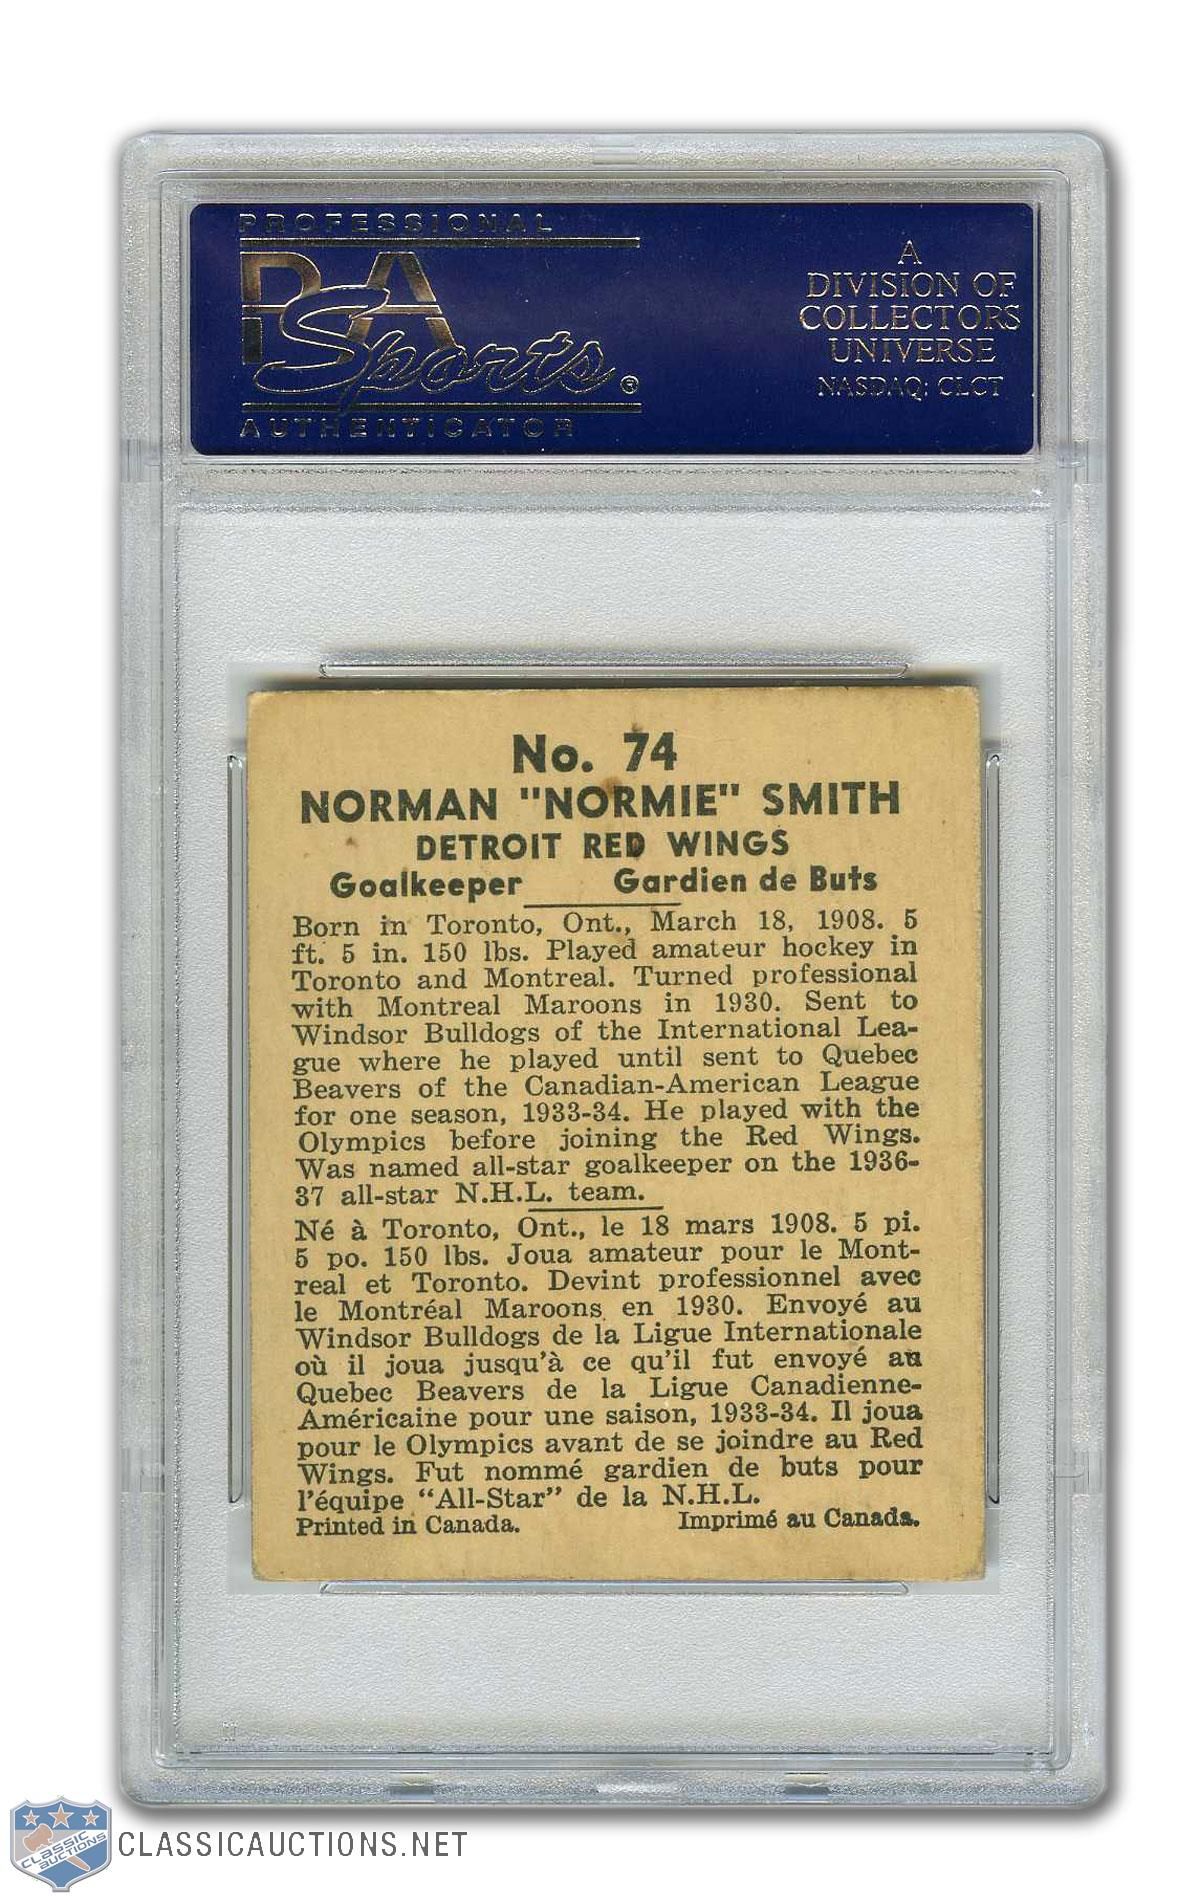 PROFESSIONAL
PSA
Sports®
AUTHENTICATOR
A
DIVISION OF
COLLECTORS
UNIVERSE
NASDAQ: CLCT
No. 74
NORMAN "NORMIE" SMITH
DETROIT RED WINGS
Goalkeeper Gardien de Buts
Born in Toronto, Ont., March 18, 1908. 5
ft. 5 in. 150 lbs. Played amateur hockey in
Toronto and Montreal. Turned professional
with Montreal Maroons in 1930. Sent to
Windsor Bulldogs of the International Lea-
gue where he played until sent to Quebec
Beavers of the Canadian-American League
for one season, 1933-34. He played with the
Olympics before joining the Red Wings.
Was named all-star goalkeeper on the 1936-
37 all-star N.H.L. team.
Né à Toronto, Ont., le 18 mars 1908. 5 pi.
5 po. 150 lbs. Joua amateur pour le Mont-
real et Toronto. Devint professionnel avec
le Montréal Maroons en 1930. Envoyé au
Windsor Bulldogs de la Ligue Internationale
où il joua jusqu'à ce qu'il fut envoyé au
Quebec Beavers de la Ligue Canadienne-
Américaine pour une saison, 1933-34. Il joua
pour le Olympics avant de se joindre au Red
Wings. Fut nommé gardien de buts pour
l'équipe "All-Star" de la N.H.L.
Printed in Canada. Imprimé au Canada.
CLASSIC
AUCTIONS
CLASSICAUCTIONS.NET